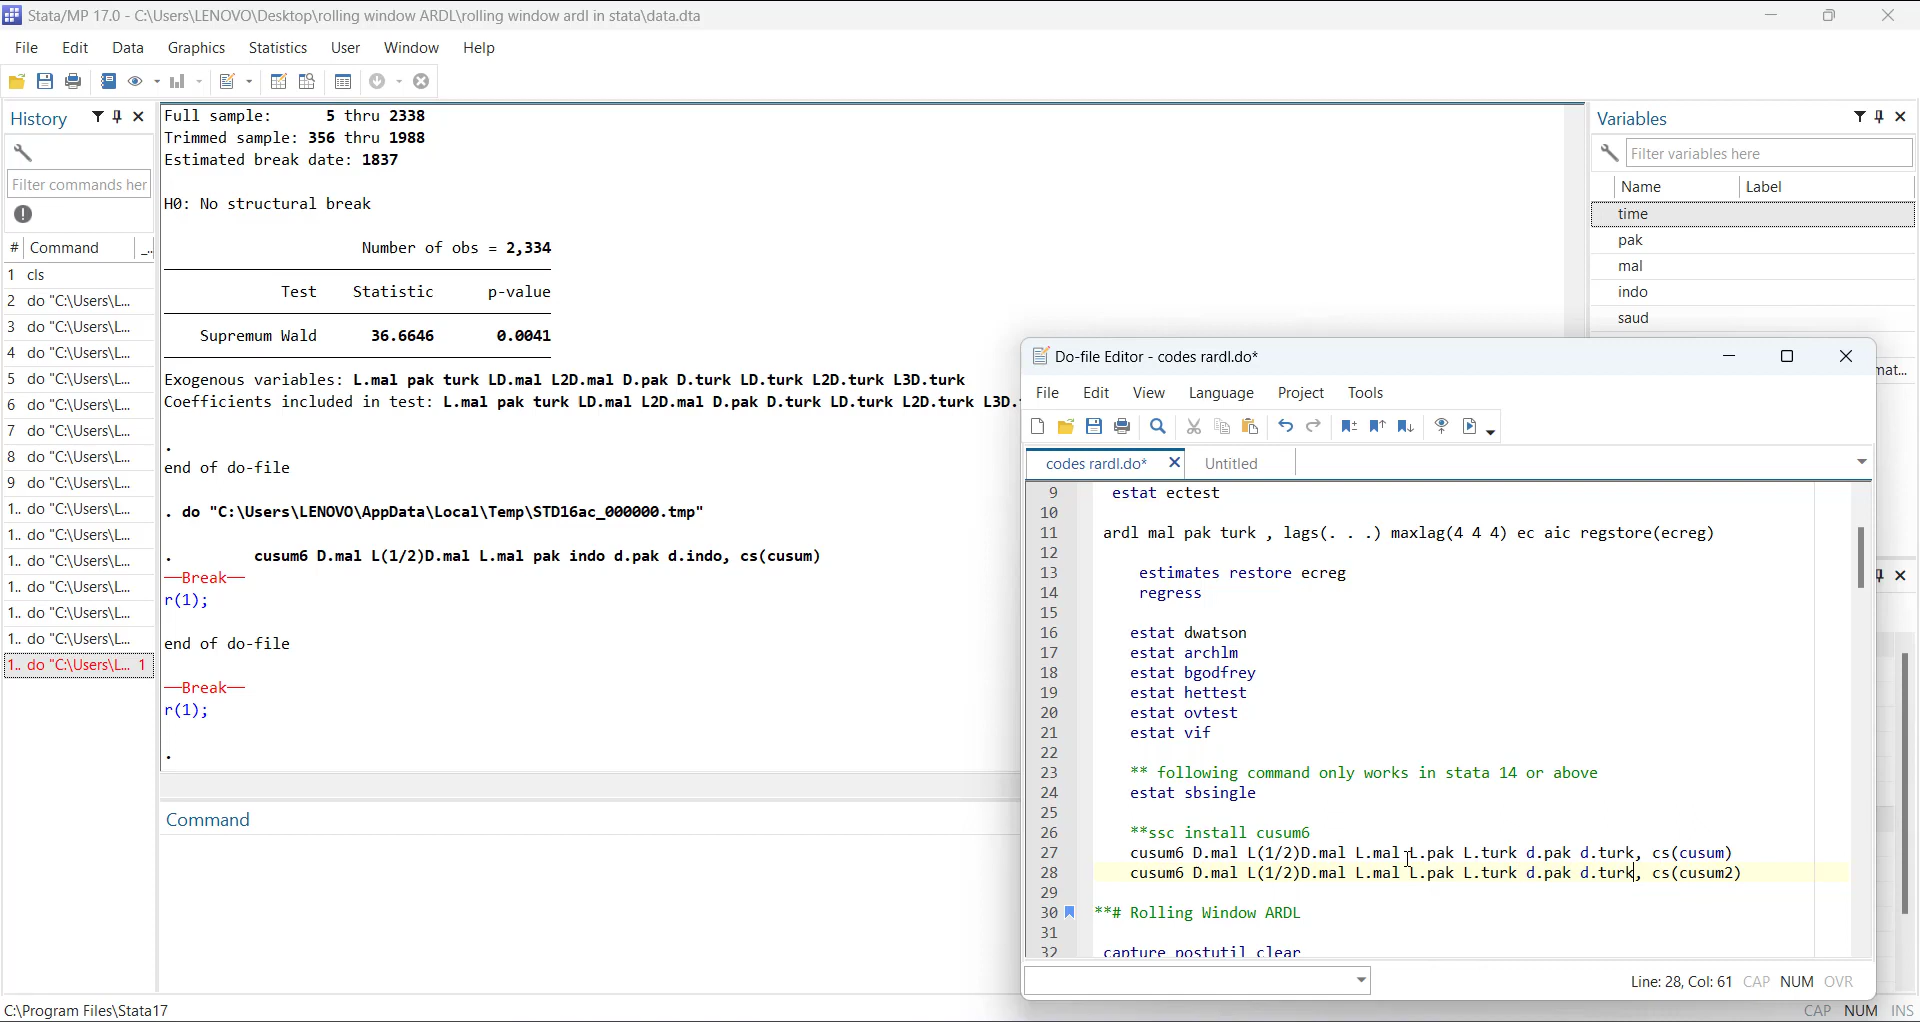 Stata/MP 17.0 - C:\Users\LENOVO\Desktop\rolling window ARDL\rolling window ardl in stata\data.dta
File Edit Data Graphics Statistics User Window Help
History
Filter commands her
# Command _..
1 cls
2 do "C:\Users\L...
3 do "C:\Users\L...
4 do "C:\Users\L...
5 do "C:\Users\L...
6 do "C:\Users\L...
7 do "C:\Users\L...
8 do "C:\Users\L...
9 do "C:\Users\L...
1.. do "C:\Users\L...
1.. do "C:\Users\L...
1.. do "C:\Users\L...
1.. do "C:\Users\L...
1.. do "C:\Users\L...
1.. do "C:\Users\L...
1.. do "C:\Users\L... 1
Full sample: 5 thru 2338
Trimmed sample: 356 thru 1988
Estimated break date: 1837
H0: No structural break
Number of obs = 2,334
Test Statistic p-value
Supremum Wald 36.6646 0.0041
Exogenous variables: L.mal pak turk LD.mal L2D.mal D.pak D.turk LD.turk L2D.turk L3D.turk
Coefficients included in test: L.mal pak turk LD.mal L2D.mal D.pak D.turk LD.turk L2D.turk L3D.
.
end of do-file
. do "C:\Users\LENOVO\AppData\Local\Temp\STD16ac_000000.tmp"
. cusum6 D.mal L(1/2)D.mal L.mal pak indo d.pak d.indo, cs(cusum)
—Break—
r(1);
end of do-file
—Break—
r(1);
.
Command
Variables
Filter variables here
Name Label
time
pak
mal
indo
saud
mat...
Do-file Editor - codes rardl.do*
File Edit View Language Project Tools
codes rardl.do* Untitled
9 estat ectest
10
11 ardl mal pak turk , lags(. . .) maxlag(4 4 4) ec aic regstore(ecreg)
12
13 estimates restore ecreg
14 regress
15
16 estat dwatson
17 estat archlm
18 estat bgodfrey
19 estat hettest
20 estat ovtest
21 estat vif
22
23 ** following command only works in stata 14 or above
24 estat sbsingle
25
26 **ssc install cusum6
27 cusum6 D.mal L(1/2)D.mal L.mal L.pak L.turk d.pak d.turk, cs(cusum)
28 cusum6 D.mal L(1/2)D.mal L.mal L.pak L.turk d.pak d.turk, cs(cusum2)
29
30 **# Rolling Window ARDL
31
32 capture postutil clear
Line: 28, Col: 61 CAP NUM OVR
C:\Program Files\Stata17
CAP NUM INS